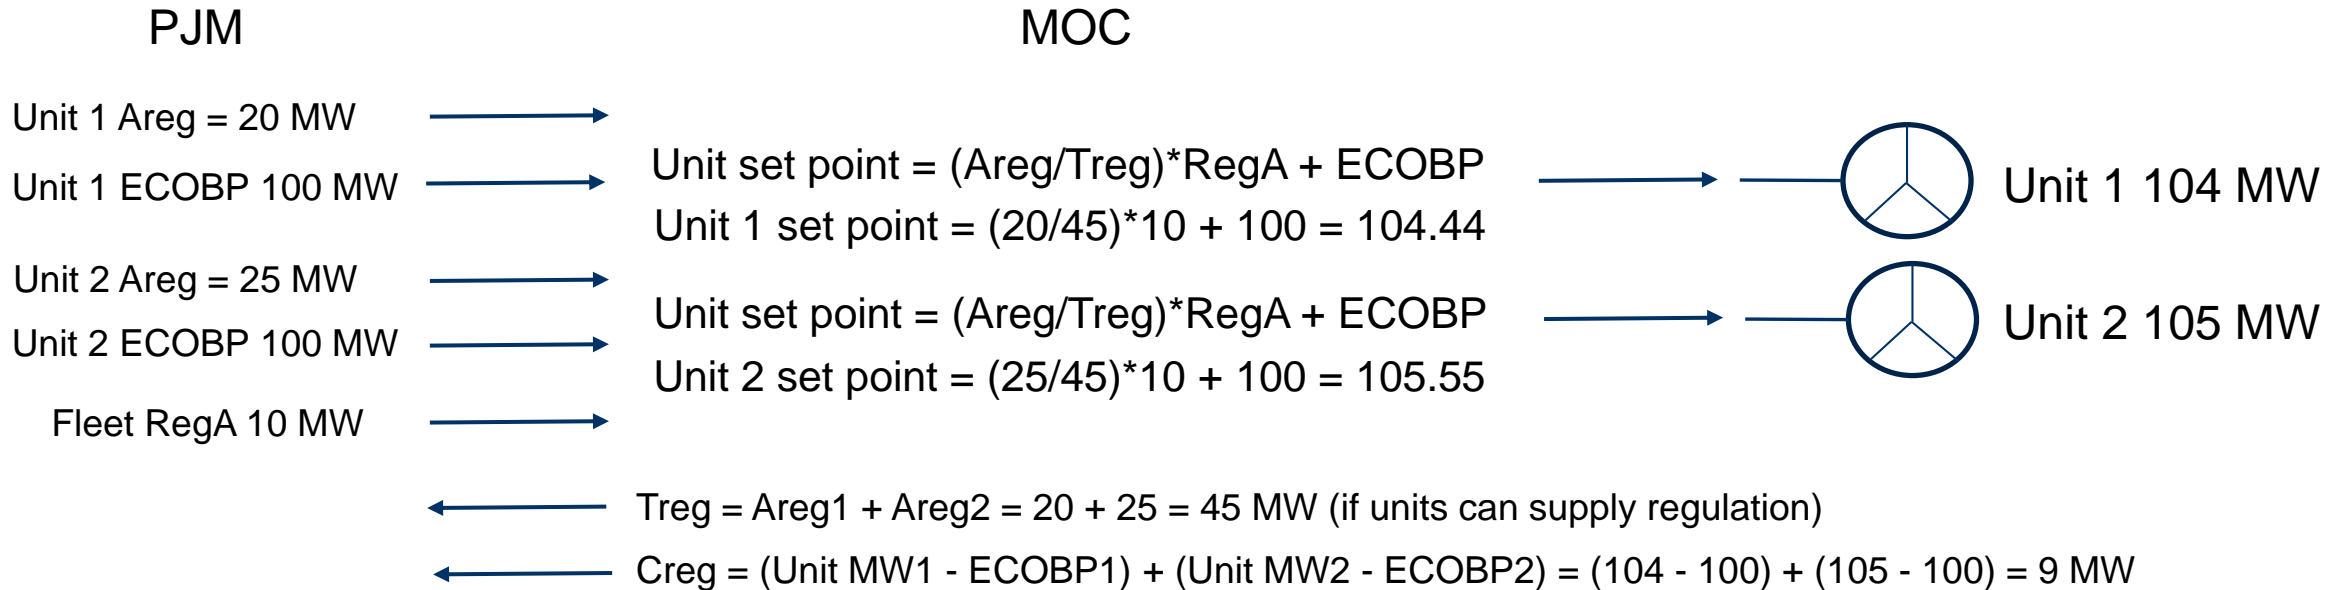 PJM
MOC
Unit 1 Areg = 20 MW
Unit 1 ECOBP 100 MW
Unit set point = (Areg/Treg)*RegA + ECOBP
Unit 1 set point = (20/45)*10 + 100 = 104.44
Unit 1 104 MW
Unit 2 Areg = 25 MW
Unit 2 ECOBP 100 MW
Unit set point = (Areg/Treg)*RegA + ECOBP
Unit 2 set point = (25/45)*10 + 100 = 105.55
Unit 2 105 MW
Fleet RegA 10 MW
Treg = Areg1 + Areg2 = 20 + 25 = 45 MW (if units can supply regulation)
Creg = (Unit MW1 - ECOBP1) + (Unit MW2 - ECOBP2) = (104 - 100) + (105 - 100) = 9 MW